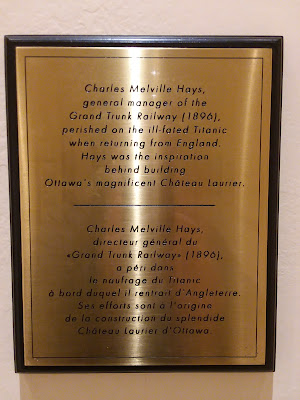 Charles Melville Hays,
general manager of the
Grand Trunk Railway (1896),
perished on the ill-fated Titanic
when returning from England.
Hays was the inspiration
behind building
Ottawa's magnificent Château Laurier.
Charles Melville Hays,
directeur général du
«Grand Trunk Railway» (1896),
a péri dans
le naufrage du Titanic
à bord duquel il rentrait d'Angleterre.
Ses efforts sont à l'origine
de la construction du splendide
Château Laurier d'Ottawa.